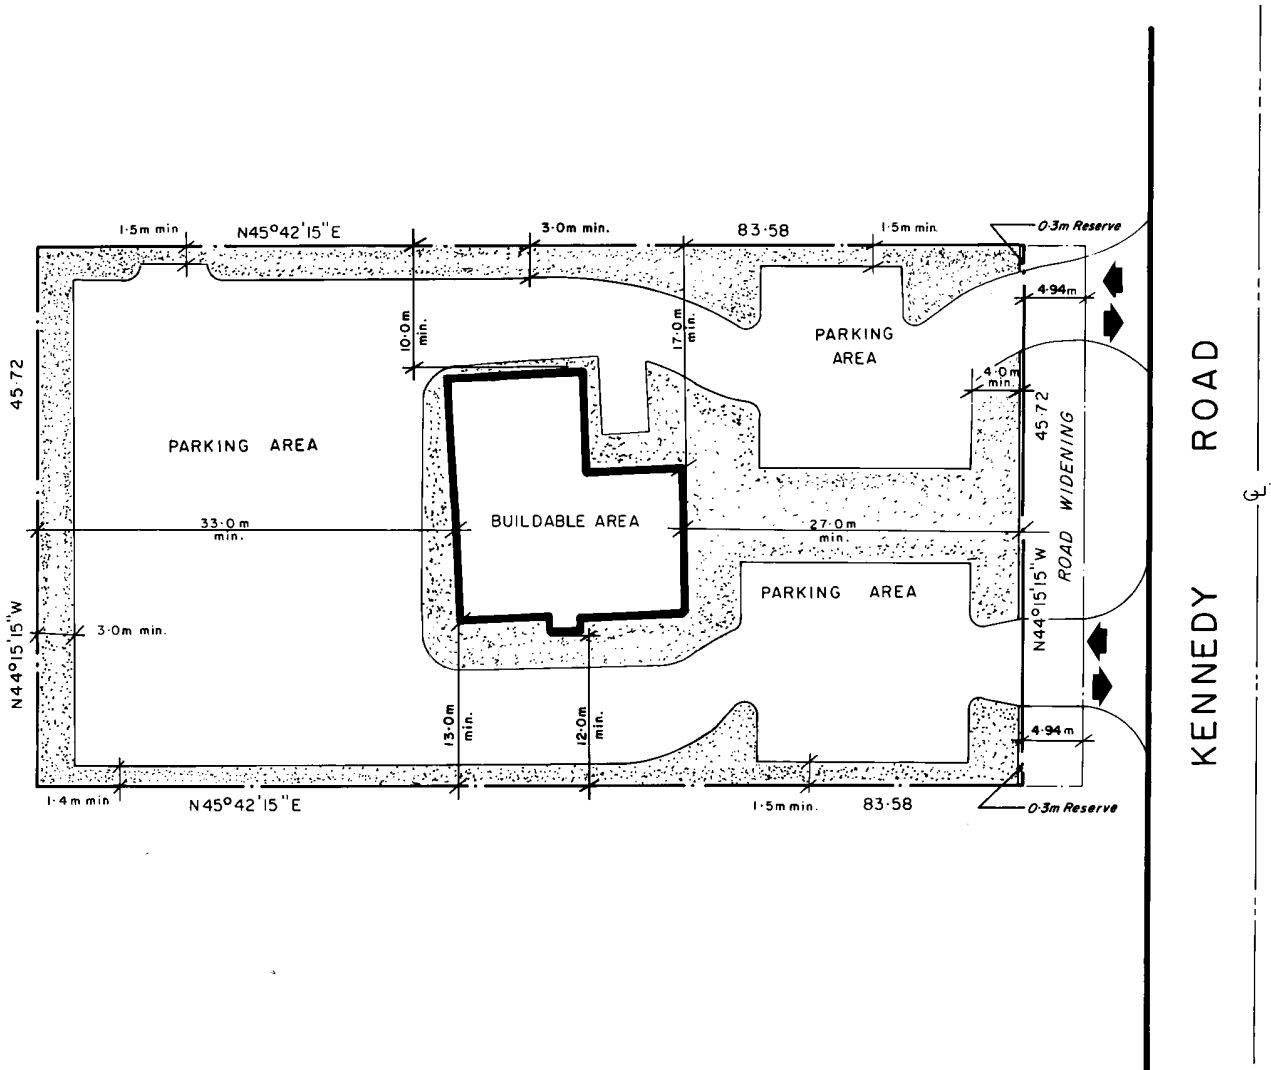 1·5m min
N45°42'15"E
3·0m min.
83·58
1·5m min.
0·3m Reserve
4·94m
10·0m
min.
17·0m
min.
PARKING
AREA
4·0m
min.
45·72
45·72
PARKING AREA
ROAD WIDENING
KENNEDY ROAD
BUILDABLE AREA
33·0m
min.
27·0m
min.
PARKING AREA
N44°15'15"W
N44°15'15"W
3·0m min.
13·0m
min.
12·0m
min.
4·94m
1·4m min
N45°42'15"E
1·5m min.
83·58
0·3m Reserve